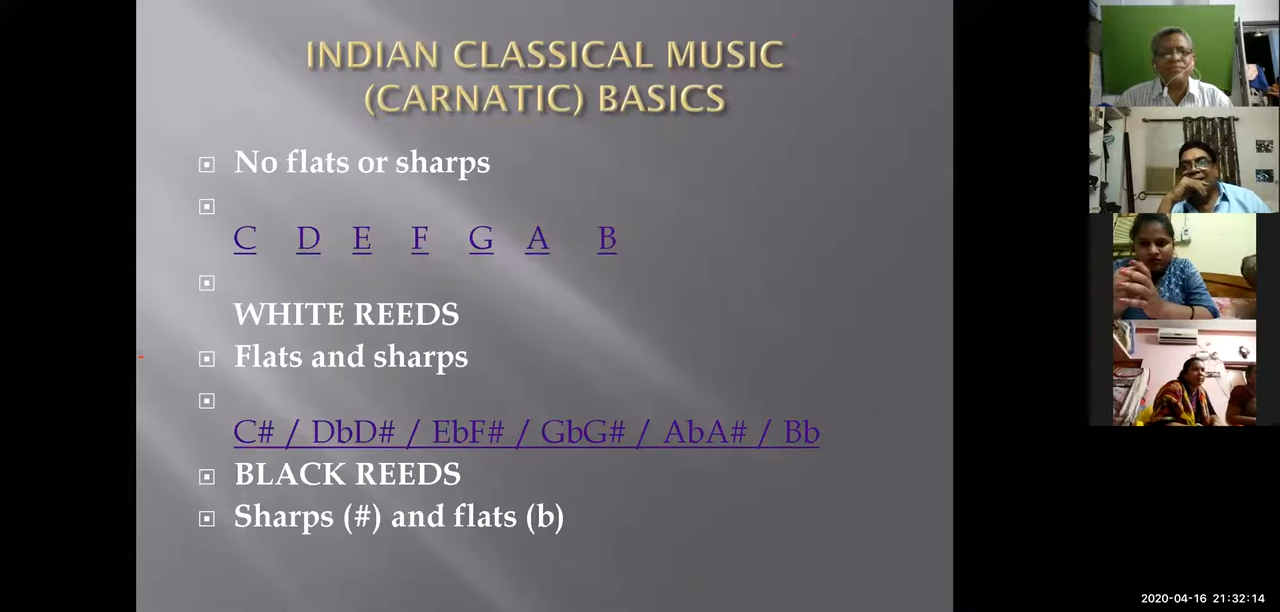 INDIAN CLASSICAL MUSIC
(CARNATIC) BASICS
No flats or sharps
C D E F G A B
WHITE REEDS
Flats and sharps
C# / DbD# / EbF# / GbG# / AbA# / Bb
BLACK REEDS
Sharps (#) and flats (b)
2020-04-16 21:32:14